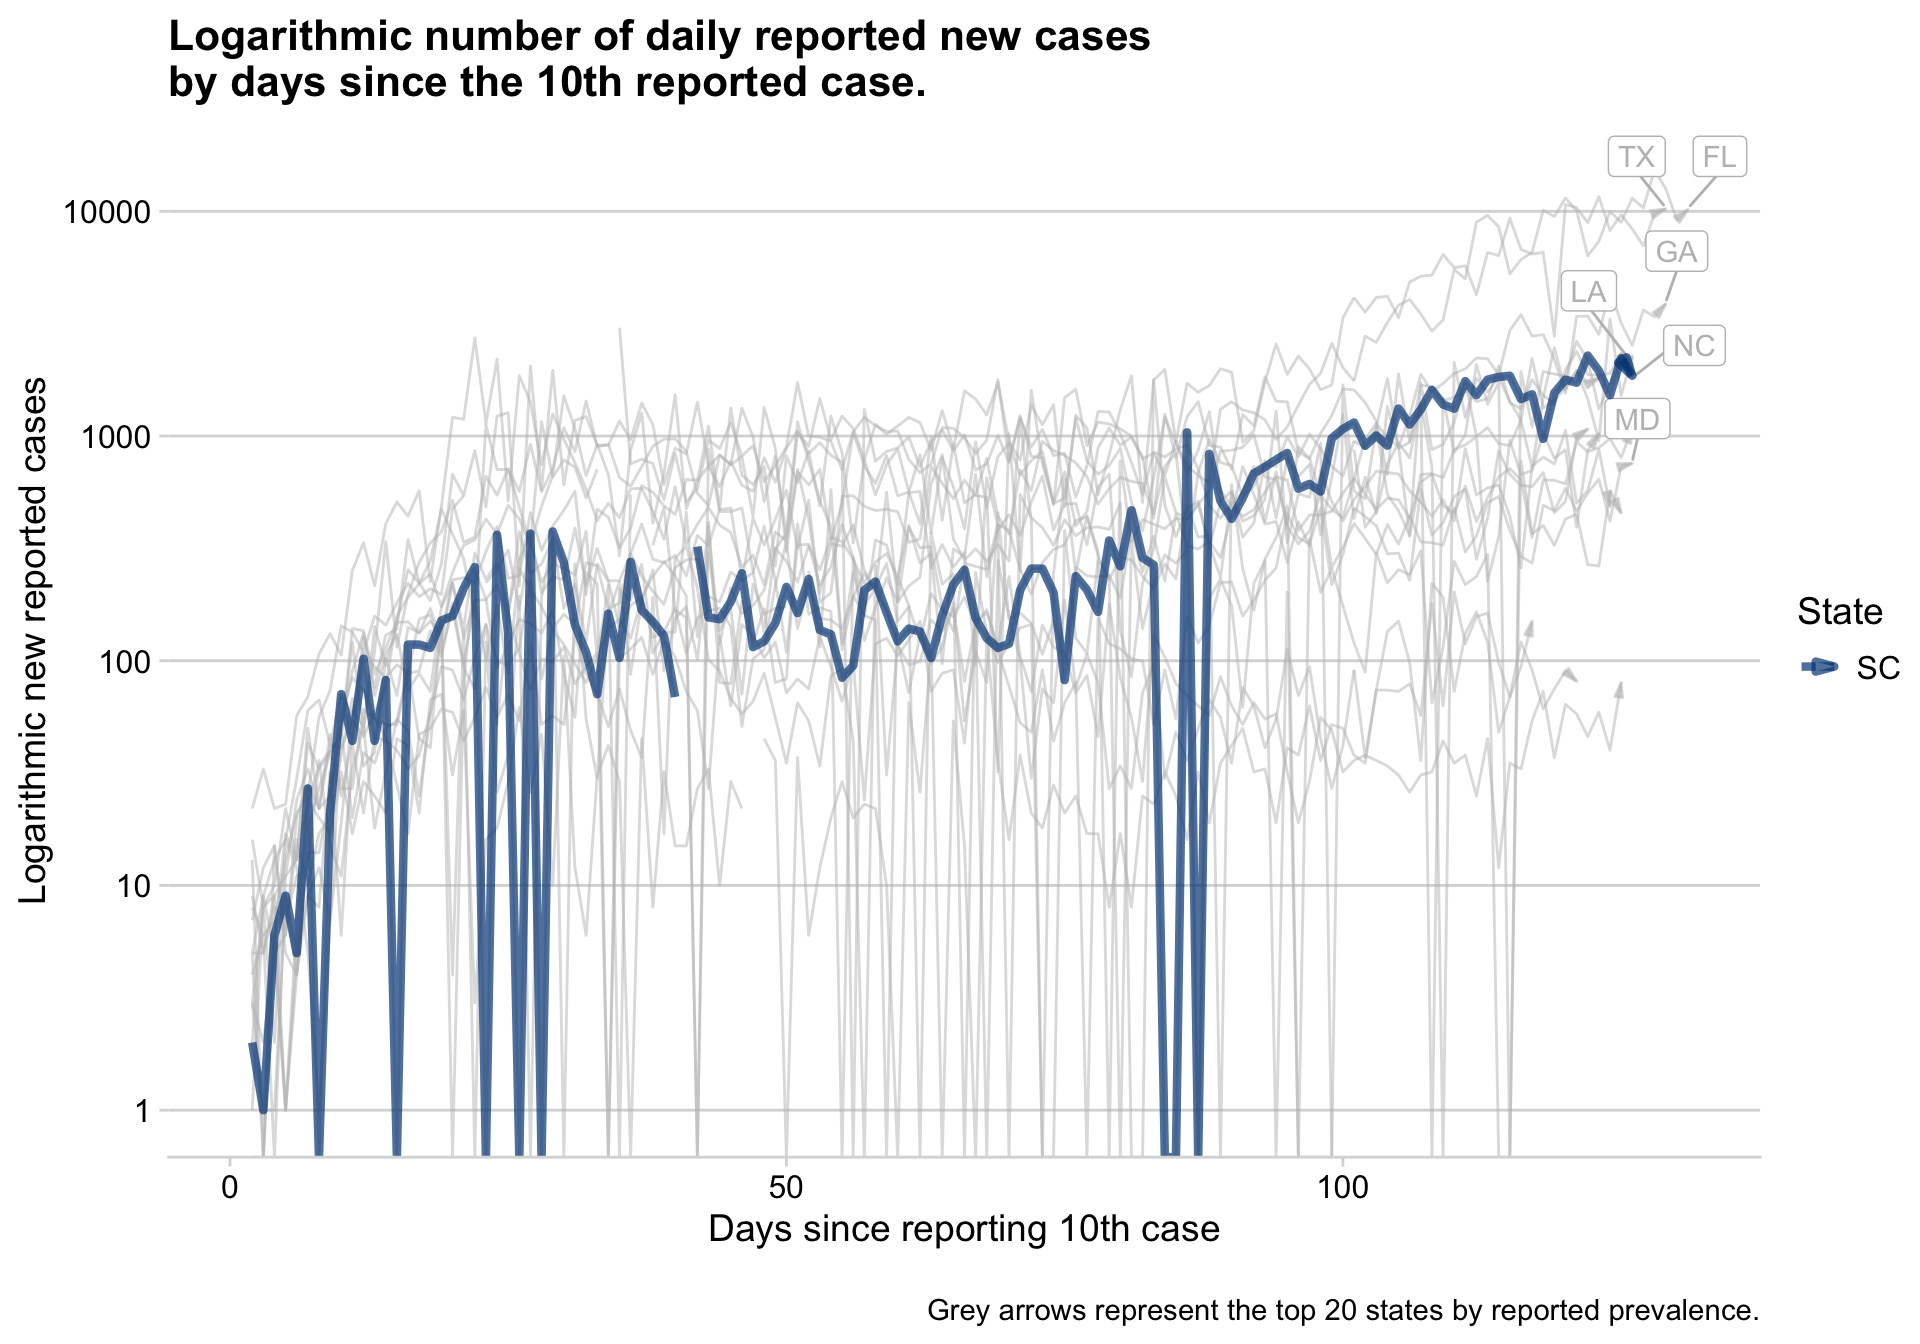 Logarithmic number of daily reported new cases
by days since the 10th reported case.
TX
FL
10000
GA
LA
NC
1000
MD
Logarithmic new reported cases
State
SC
100
10
1
0
50
100
Days since reporting 10th case
Grey arrows represent the top 20 states by reported prevalence.